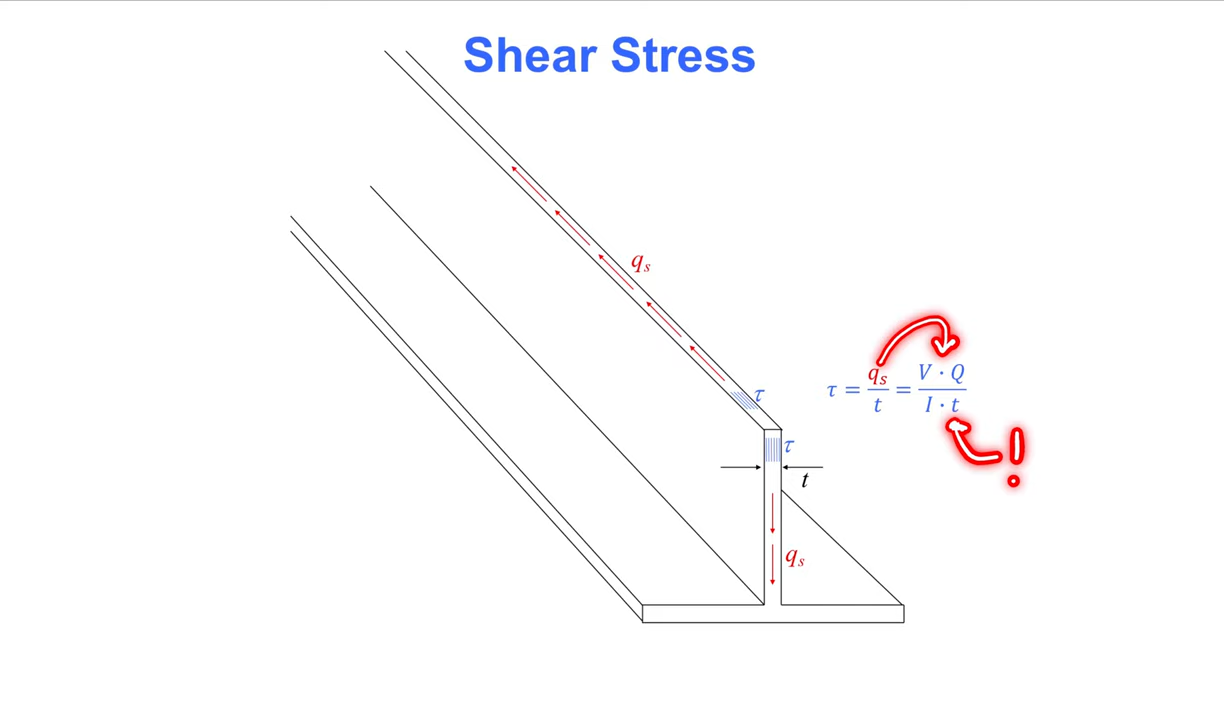 Shear Stress
q_s
τ
τ = q_s / t = V · Q / I · t
!
τ
t
q_s